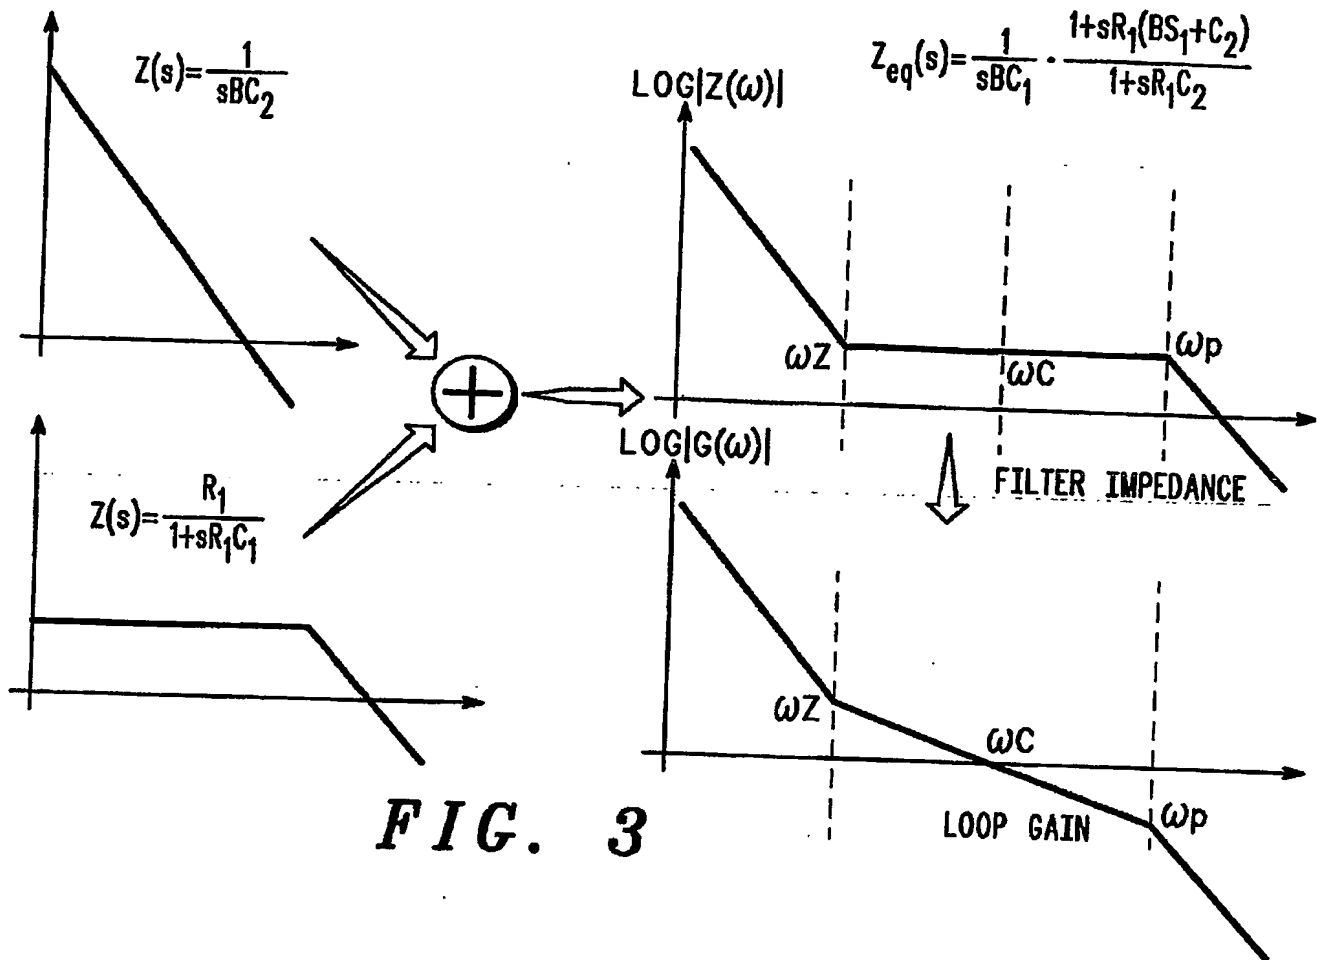 Z(s)=1/sBC₂
LOG|Z(ω)|
Z_eq(s)=1/sBC₁ · 1+sR₁(BS₁+C₂)/1+sR₁C₂
ωZ
ωC
ωp
LOG|G(ω)|
FILTER IMPEDANCE
Z(s)=R₁/1+sR₁C₁
ωZ
ωC
ωp
LOOP GAIN
FIG. 3